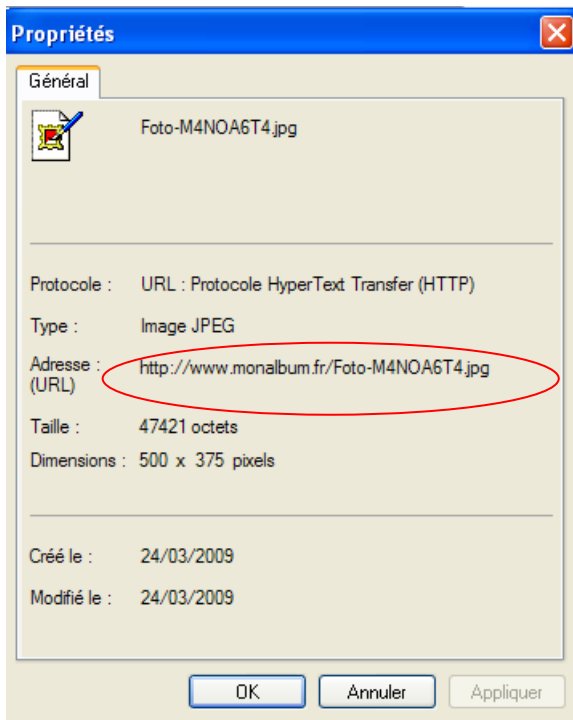 Propriétés
Général
Foto-M4NOA6T4.jpg
Protocole : URL : Protocole HyperText Transfer (HTTP)
Type : Image JPEG
Adresse : http://www.monalbum.fr/Foto-M4NOA6T4.jpg
(URL)
Taille : 47421 octets
Dimensions : 500 x 375 pixels
Créé le : 24/03/2009
Modifié le : 24/03/2009
OK Annuler Appliquer